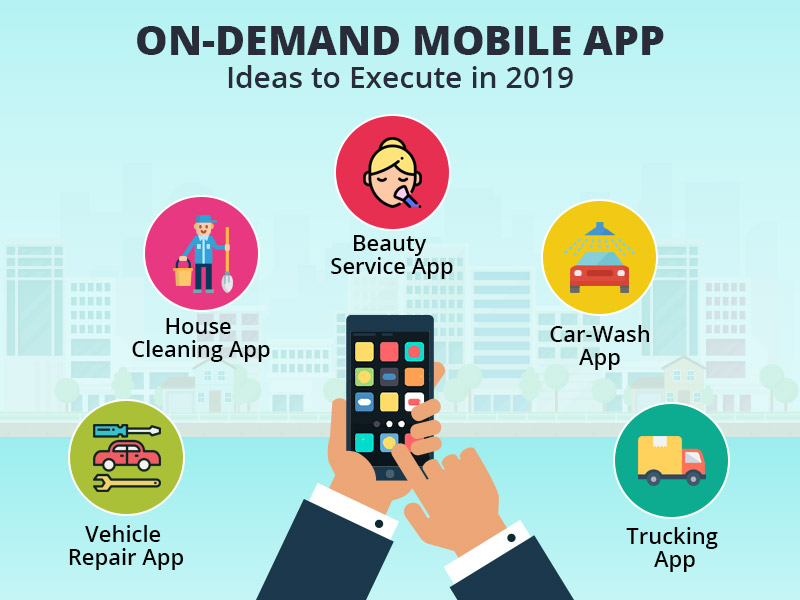 ON-DEMAND MOBILE APP
Ideas to Execute in 2019
Beauty
Service App
House
Cleaning App
Car-Wash
App
Vehicle
Repair App
Trucking
App